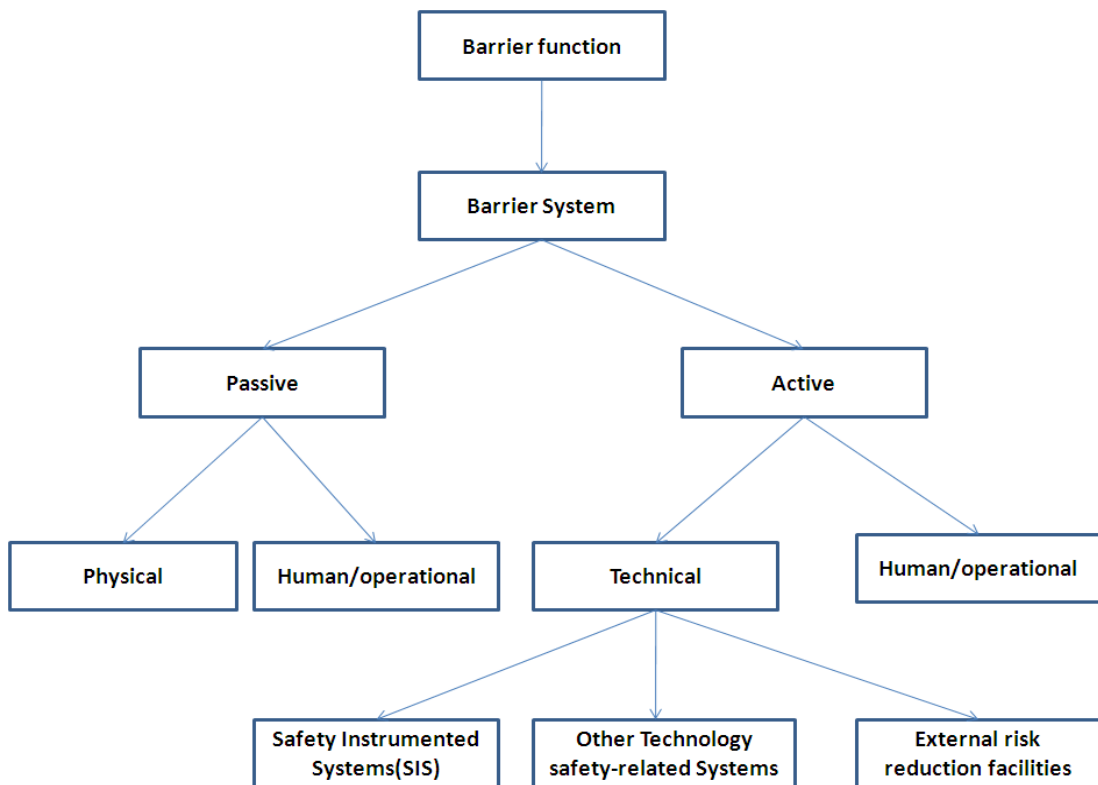 Barrier function
Barrier System
Passive
Active
Physical
Human/operational
Technical
Human/operational
Safety Instrumented
Systems(SIS)
Other Technology
safety-related Systems
External risk
reduction facilities